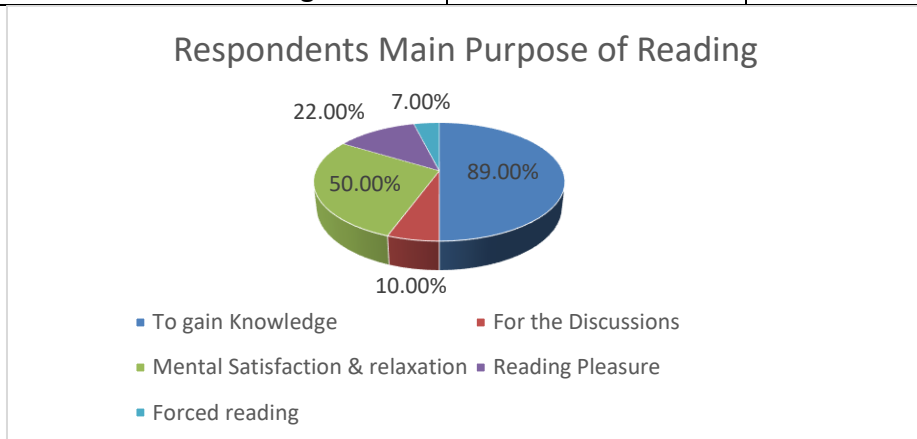 Respondents Main Purpose of Reading
7.00%
22.00%
89.00%
50.00%
10.00%
To gain Knowledge For the Discussions
Mental Satisfaction & relaxation Reading Pleasure
Forced reading